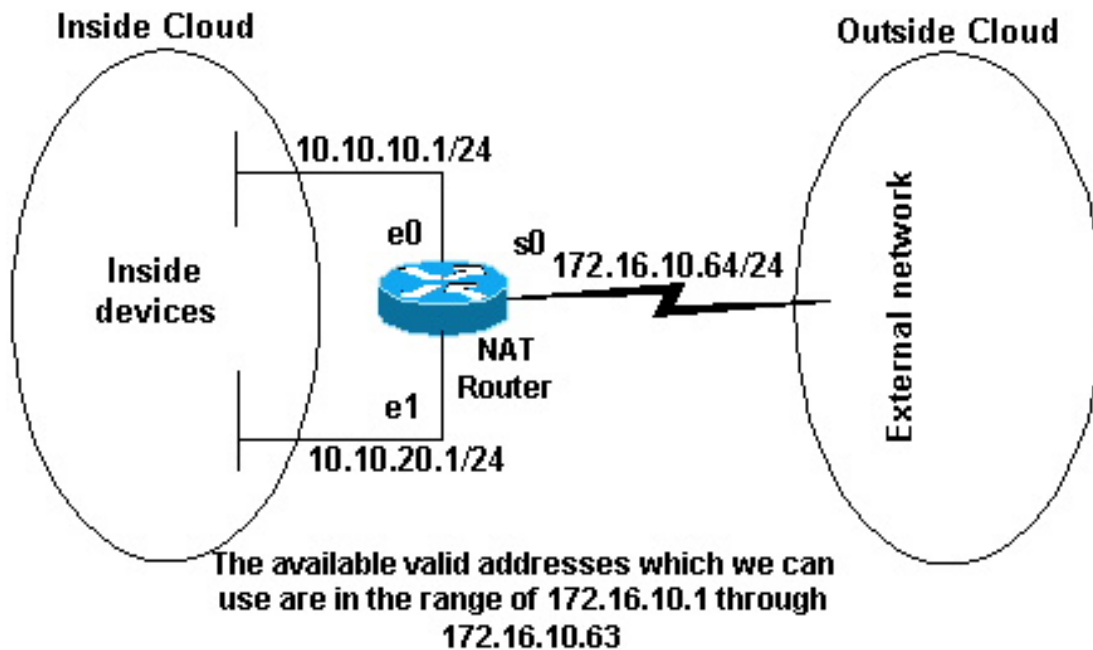 Inside Cloud
Outside Cloud
10.10.10.1/24
e0
s0
172.16.10.64/24
Inside
devices
External network
NAT
Router
e1
10.10.20.1/24
The available valid addresses which we can
use are in the range of 172.16.10.1 through
172.16.10.63